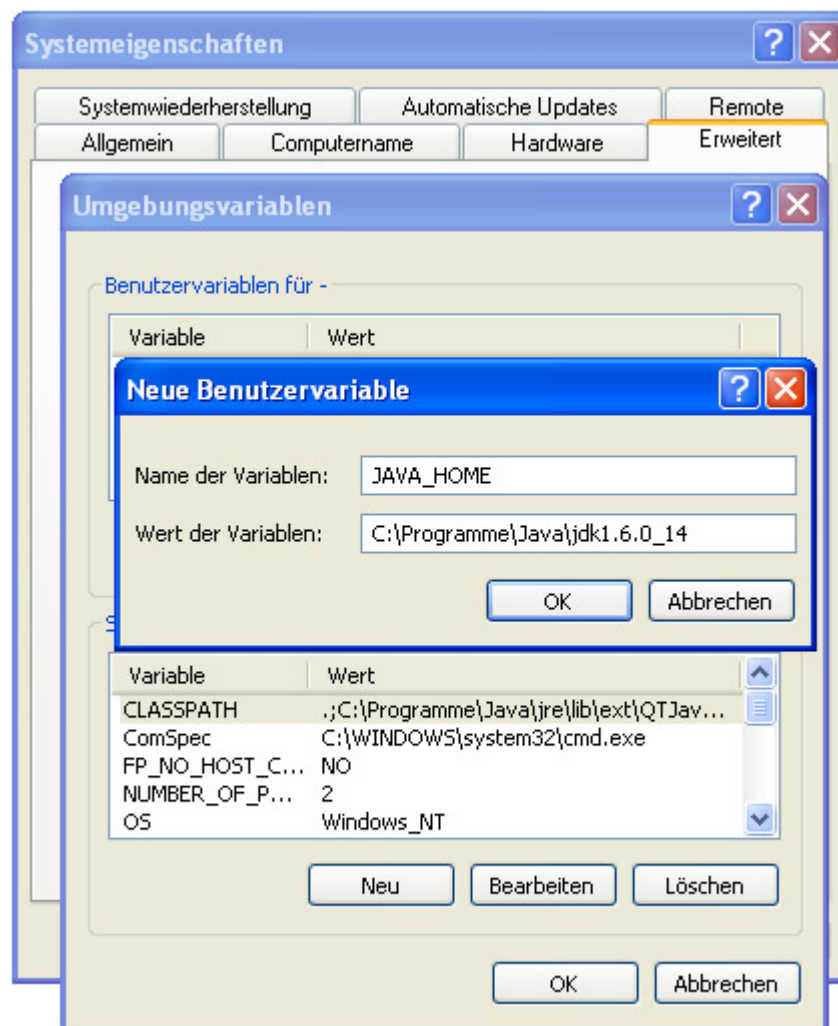 Systemeigenschaften
Systemwiederherstellung Automatische Updates Remote
Allgemein Computername Hardware Erweitert
Umgebungsvariablen
Benutzervariablen für -
Variable Wert
Neue Benutzervariable
Name der Variablen: JAVA_HOME
Wert der Variablen: C:\Programme\Java\jdk1.6.0_14
OK Abbrechen
S
Variable Wert
CLASSPATH .;C:\Programme\Java\jre\lib\ext\QTJav...
ComSpec C:\WINDOWS\system32\cmd.exe
FP_NO_HOST_C... NO
NUMBER_OF_P... 2
OS Windows_NT
Neu Bearbeiten Löschen
OK Abbrechen